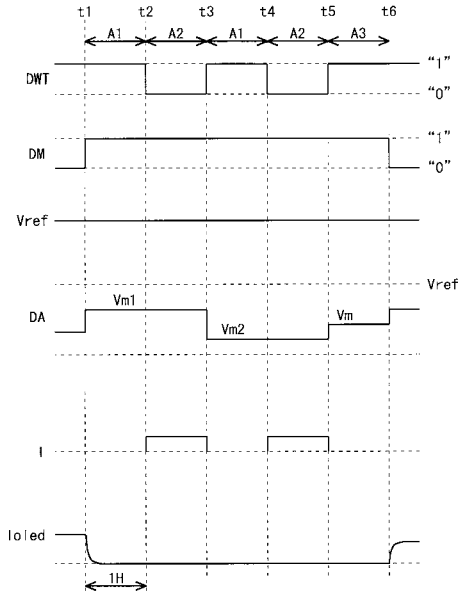 t1 t2 t3 t4 t5 t6
A1 A2 A1 A2 A3
DWT "1"
"0"
DM "1"
"0"
Vref
Vref
DA Vm1 Vm2 Vm
I
Ioled
1H